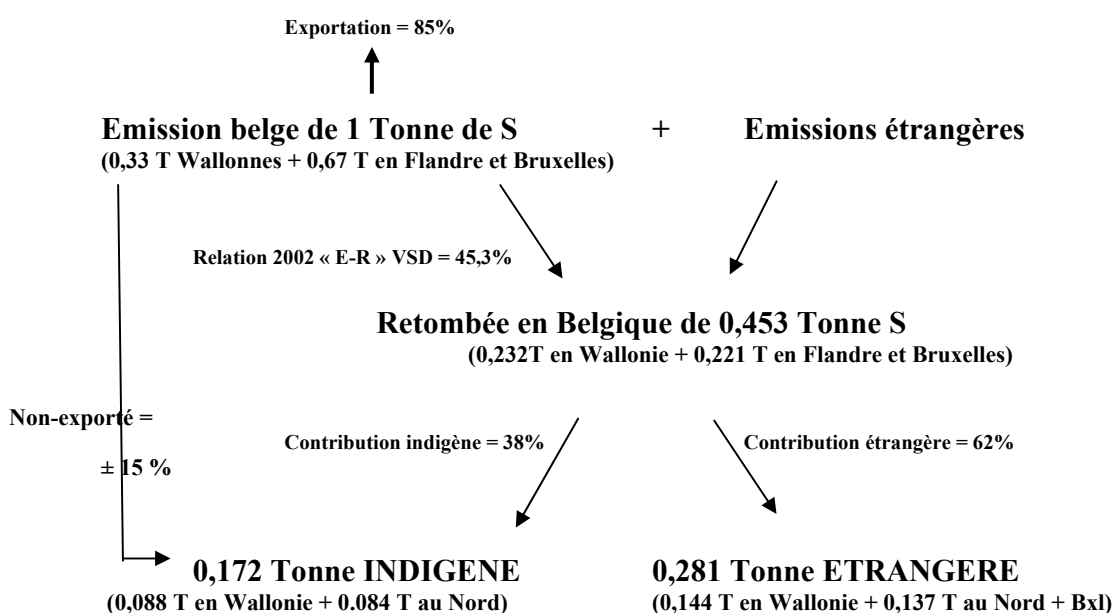 Exportation = 85%
Emission belge de 1 Tonne de S + Emissions étrangères
(0,33 T Wallonnes + 0,67 T en Flandre et Bruxelles)
Relation 2002 « E-R » VSD = 45,3%
Retombée en Belgique de 0,453 Tonne S
(0,232T en Wallonie + 0,221 T en Flandre et Bruxelles)
Non-exporté =
± 15 %
Contribution indigène = 38%
Contribution étrangère = 62%
0,172 Tonne INDIGENE
(0,088 T en Wallonie + 0.084 T au Nord)
0,281 Tonne ETRANGERE
(0,144 T en Wallonie + 0,137 T au Nord + Bxl)